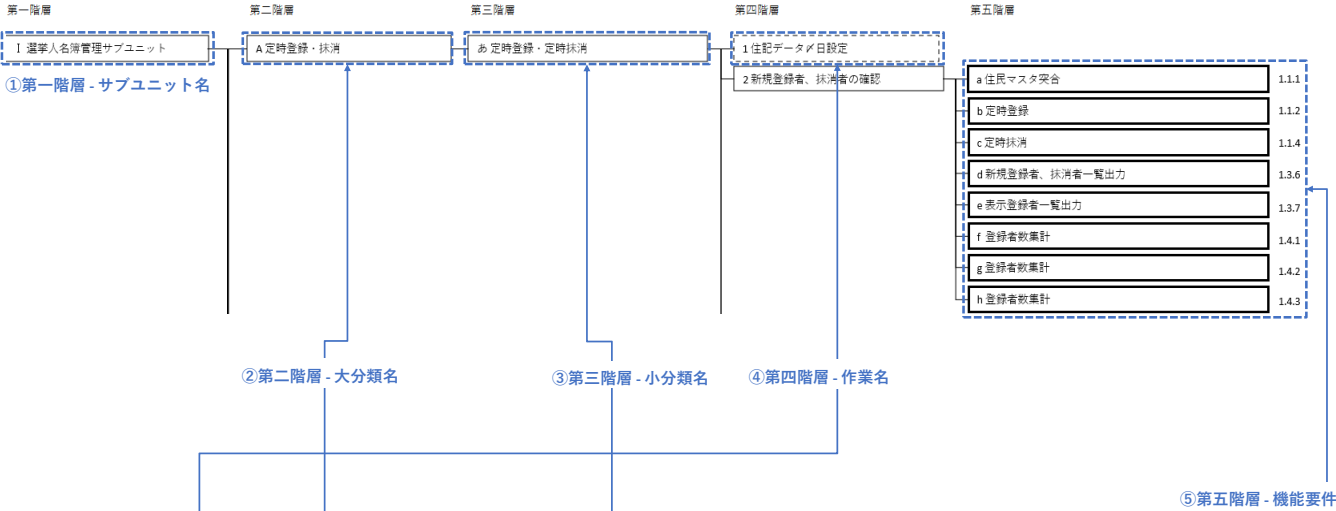 第一階層
第二階層
第三階層
第四階層
第五階層
Ⅰ 選挙人名簿管理サブユニット
A 定時登録・抹消
あ 定時登録・定時抹消
1 住記データ〆日設定
2 新規登録者、抹消者の確認
a 住民マスタ突合
1.1.1
b 定時登録
1.1.2
c 定時抹消
1.1.4
d 新規登録者、抹消者一覧出力
1.3.6
e 表示登録者一覧出力
1.3.7
f 登録者数集計
1.4.1
g 登録者数集計
1.4.2
h 登録者数集計
1.4.3
①第一階層 - サブユニット名
②第二階層 - 大分類名
③第三階層 - 小分類名
④第四階層 - 作業名
⑤第五階層 - 機能要件